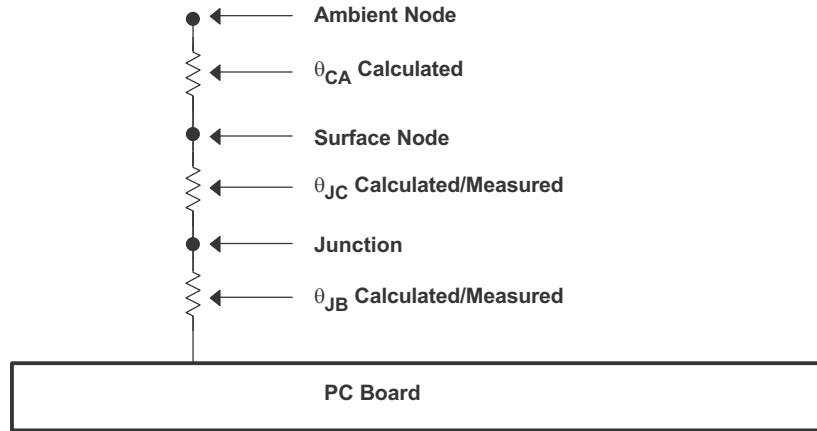 Ambient Node
θCA Calculated
Surface Node
θJC Calculated/Measured
Junction
θJB Calculated/Measured
PC Board